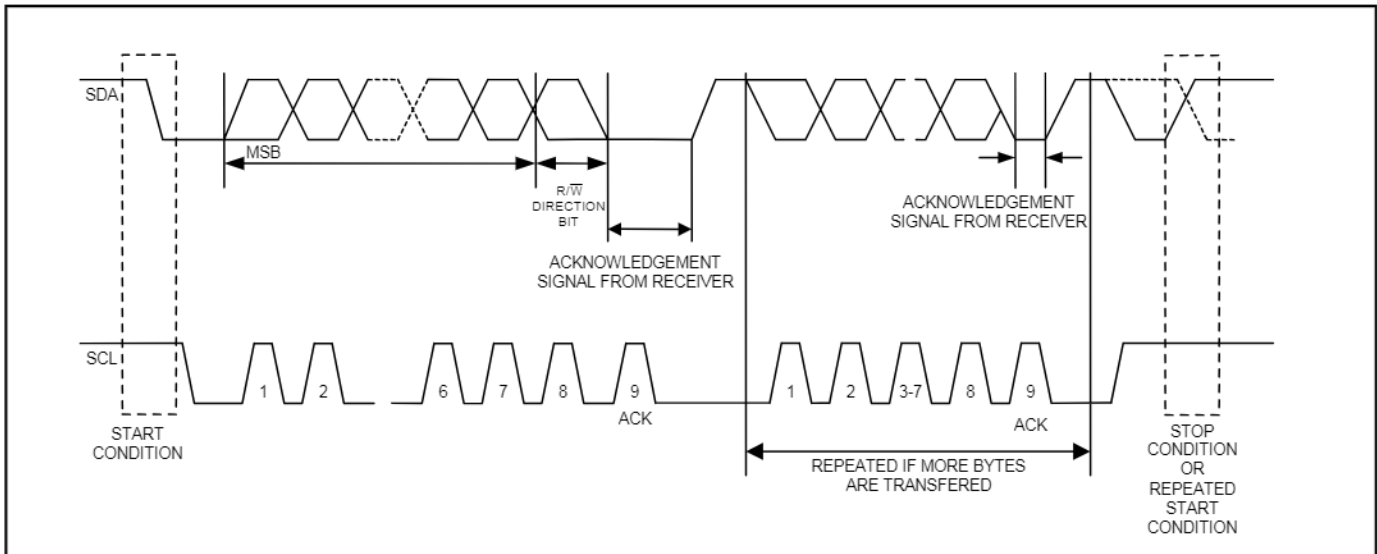 SDA
MSB
R/W̅
DIRECTION
BIT
ACKNOWLEDGEMENT
SIGNAL FROM RECEIVER
ACKNOWLEDGEMENT
SIGNAL FROM RECEIVER
SCL
1 2 6 7 8 9 1 2 3-7 8 9
ACK ACK
START
CONDITION
REPEATED IF MORE BYTES
ARE TRANSFERED
STOP
CONDITION
OR
REPEATED
START
CONDITION